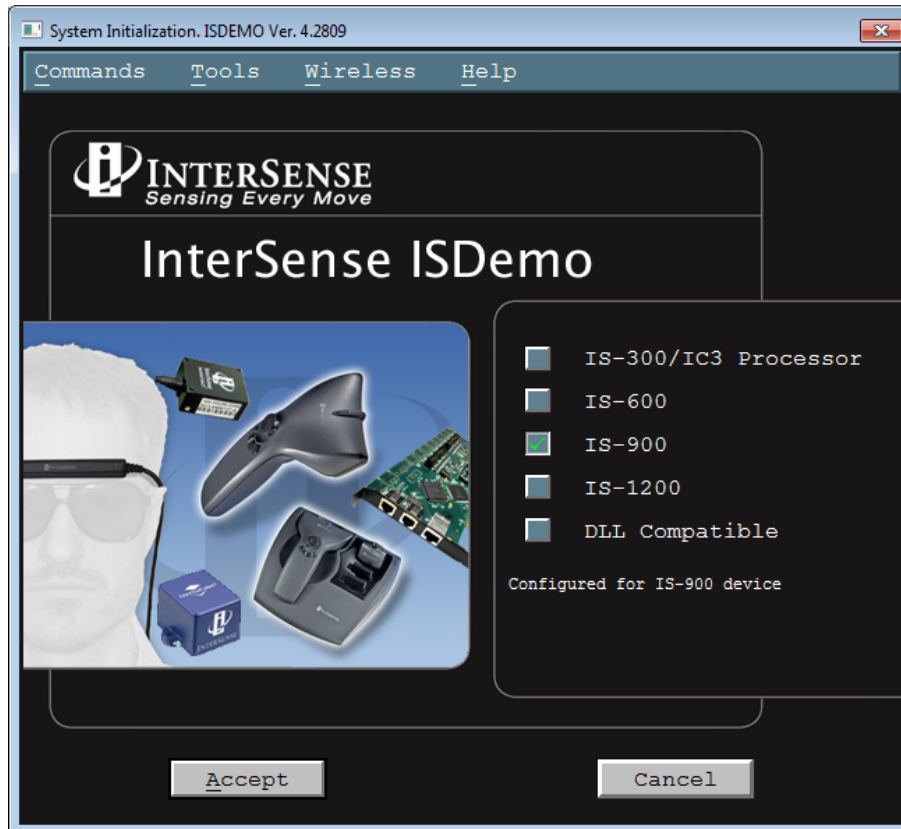 System Initialization. ISDEMO Ver. 4.2809
Commands Tools Wireless Help
INTERSENSE
Sensing Every Move
InterSense ISDemo
IS-300/IC3 Processor
IS-600
IS-900
IS-1200
DLL Compatible
Configured for IS-900 device
INTERSENSE
Accept Cancel